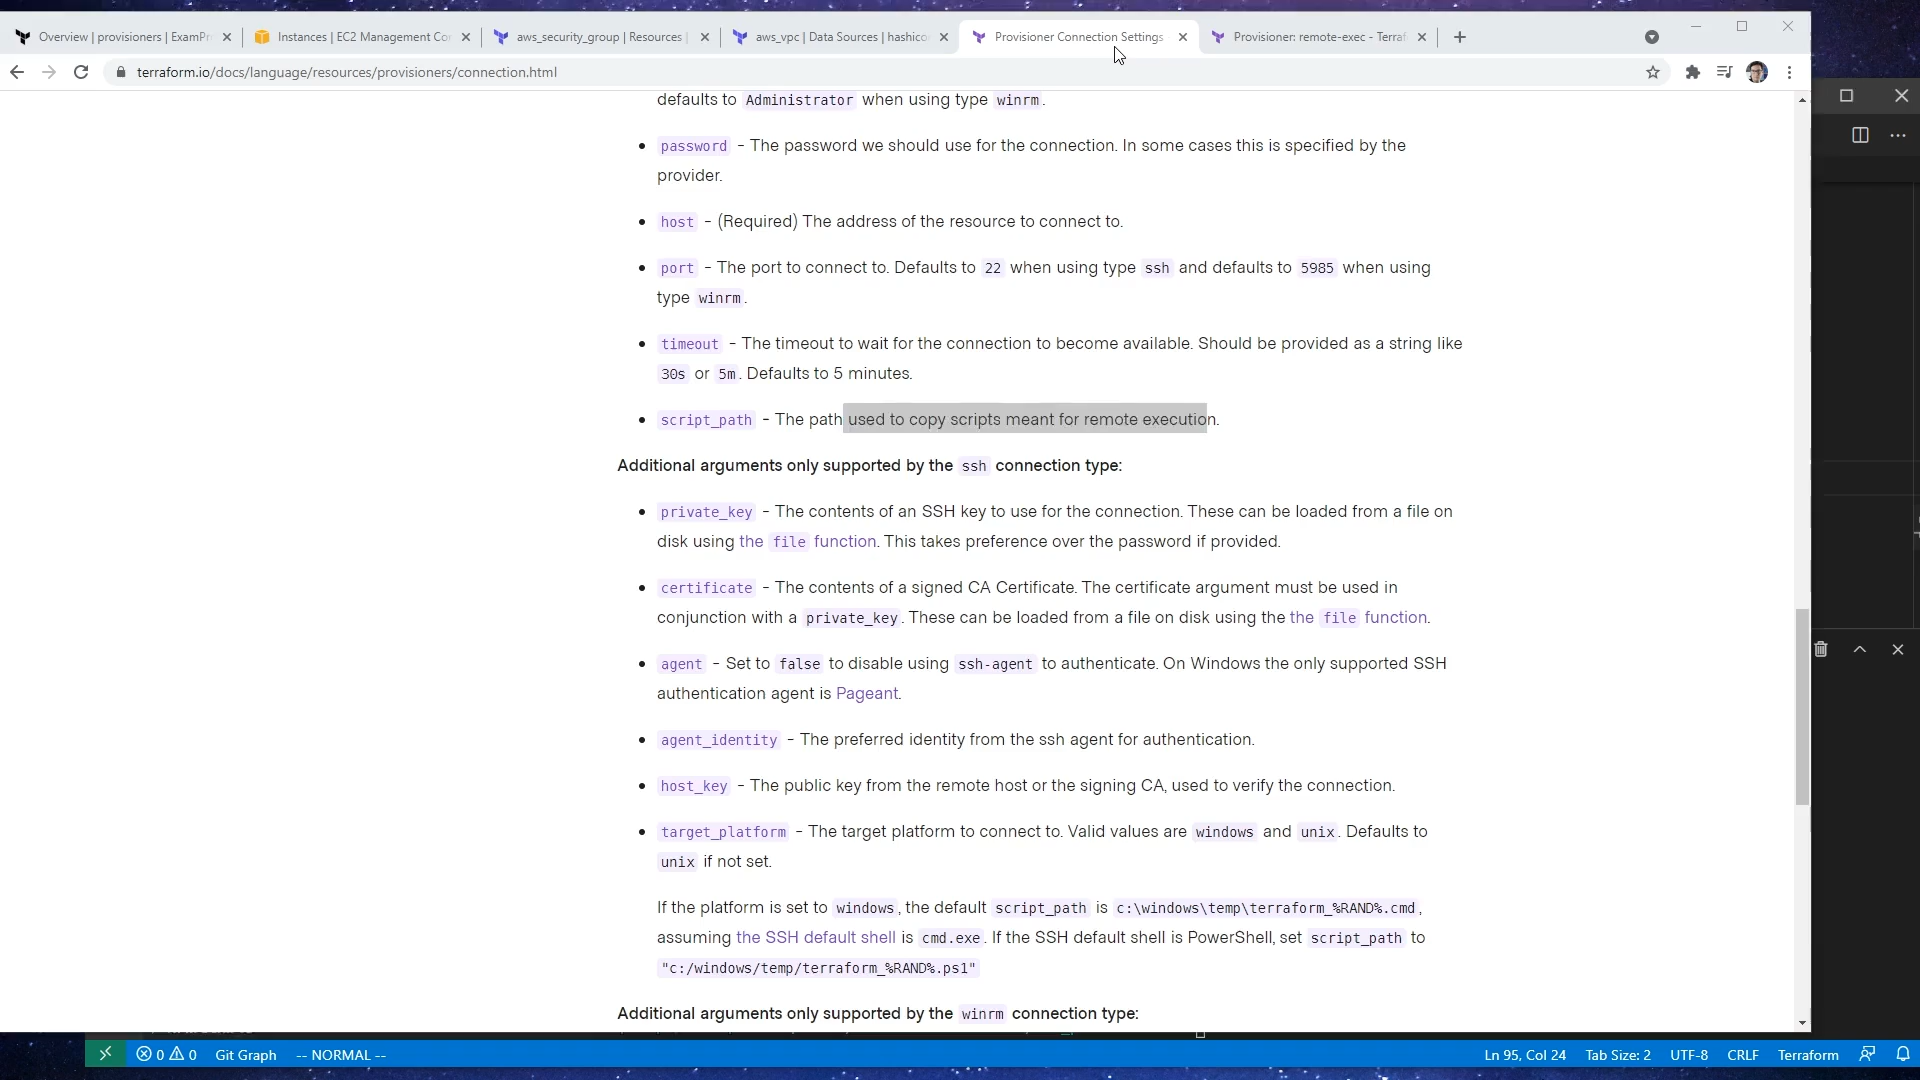 Overview | provisioners | ExamPr
Instances | EC2 Management Co
aws_security_group | Resources |
aws_vpc | Data Sources | hashico
Provisioner Connection Settings
Provisioner: remote-exec - Terraf
terraform.io/docs/language/resources/provisioners/connection.html
defaults to Administrator when using type winrm.
• password - The password we should use for the connection. In some cases this is specified by the
provider.
• host - (Required) The address of the resource to connect to.
• port - The port to connect to. Defaults to 22 when using type ssh and defaults to 5985 when using
type winrm.
• timeout - The timeout to wait for the connection to become available. Should be provided as a string like
30s or 5m. Defaults to 5 minutes.
• script_path - The path used to copy scripts meant for remote execution.
Additional arguments only supported by the ssh connection type:
• private_key - The contents of an SSH key to use for the connection. These can be loaded from a file on
disk using the file function. This takes preference over the password if provided.
• certificate - The contents of a signed CA Certificate. The certificate argument must be used in
conjunction with a private_key. These can be loaded from a file on disk using the the file function.
• agent - Set to false to disable using ssh-agent to authenticate. On Windows the only supported SSH
authentication agent is Pageant.
• agent_identity - The preferred identity from the ssh agent for authentication.
• host_key - The public key from the remote host or the signing CA, used to verify the connection.
• target_platform - The target platform to connect to. Valid values are windows and unix. Defaults to
unix if not set.
If the platform is set to windows, the default script_path is c:\windows\temp\terraform_%RAND%.cmd,
assuming the SSH default shell is cmd.exe. If the SSH default shell is PowerShell, set script_path to
"c:/windows/temp/terraform_%RAND%.ps1"
Additional arguments only supported by the winrm connection type:
0 0 Git Graph -- NORMAL -- Ln 95, Col 24 Tab Size: 2 UTF-8 CRLF Terraform